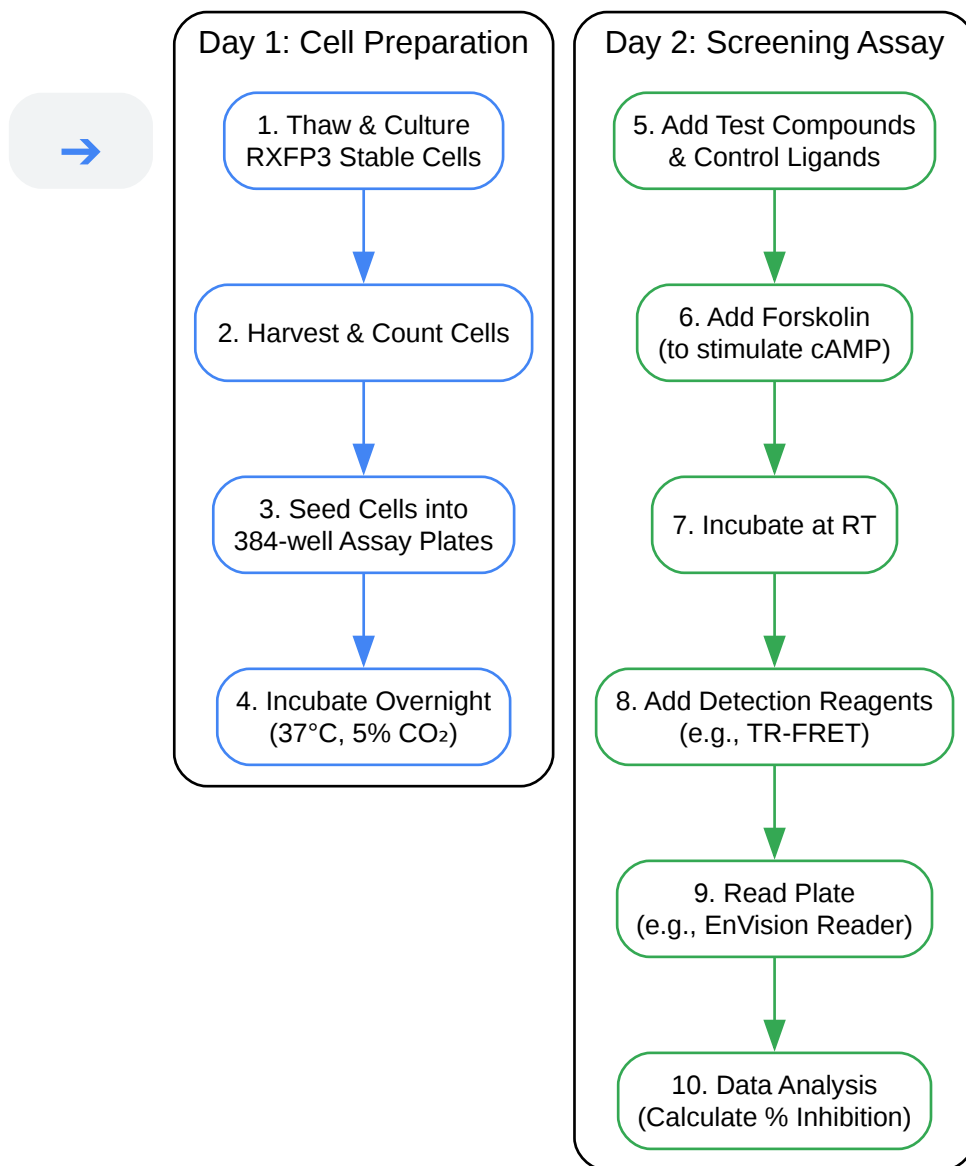 Day 1: Cell Preparation
1. Thaw & Culture
RXFP3 Stable Cells
2. Harvest & Count Cells
3. Seed Cells into
384-well Assay Plates
4. Incubate Overnight
(37°C, 5% CO₂)
Day 2: Screening Assay
5. Add Test Compounds
& Control Ligands
6. Add Forskolin
(to stimulate cAMP)
7. Incubate at RT
8. Add Detection Reagents
(e.g., TR-FRET)
9. Read Plate
(e.g., EnVision Reader)
10. Data Analysis
(Calculate % Inhibition)